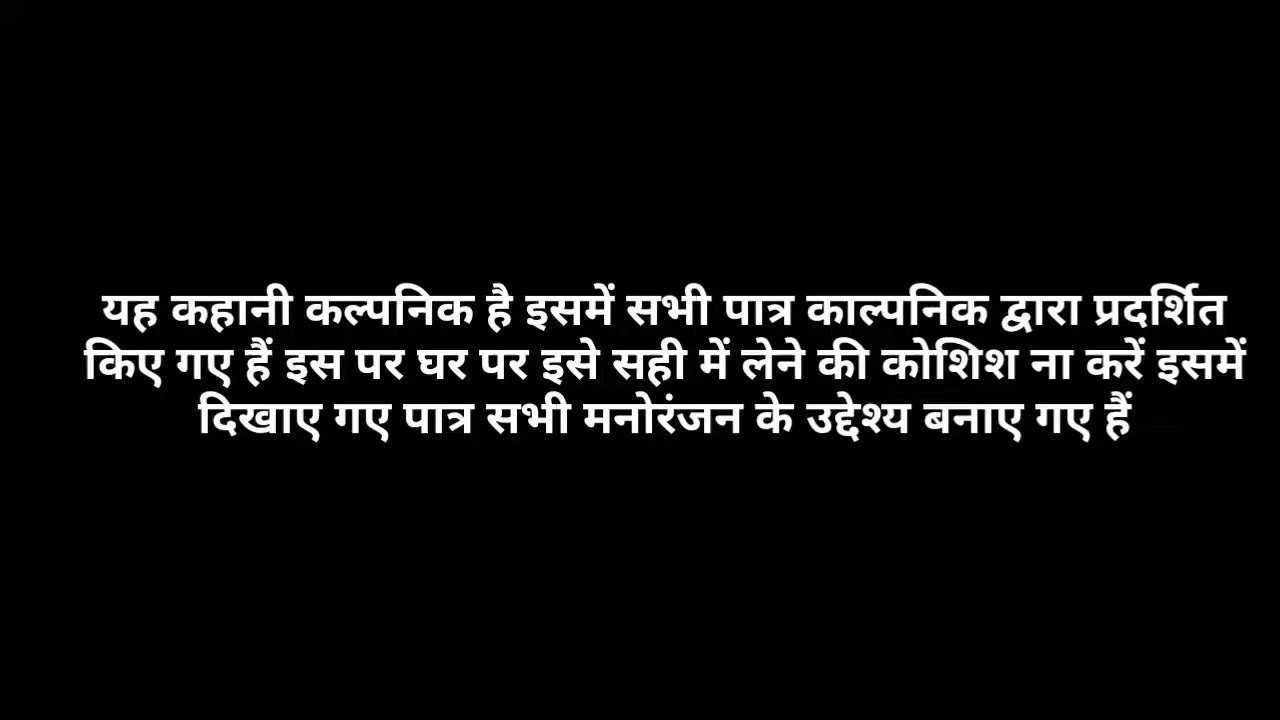 यह कहानी कल्पनिक है इसमें सभी पात्र काल्पनिक द्वारा प्रदर्शित
किए गए हैं इस पर घर पर इसे सही में लेने की कोशिश ना करें इसमें
दिखाए गए पात्र सभी मनोरंजन के उद्देश्य बनाए गए हैं